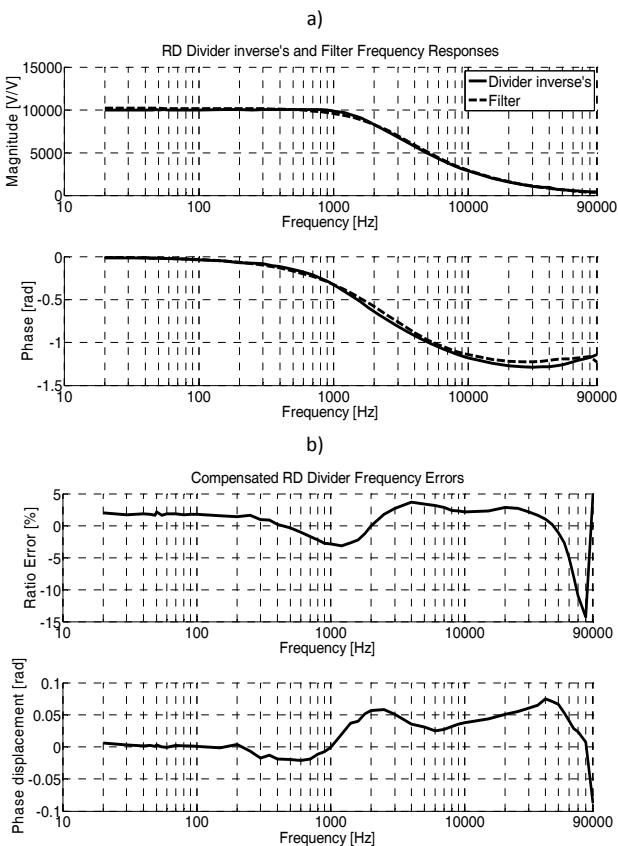 a)
RD Divider inverse's and Filter Frequency Responses
15000
10000
5000
0
Magnitude [V/V]
Divider inverse's
Filter
10 100 1000 10000 90000
Frequency [Hz]
0
-0.5
-1
-1.5
Phase [rad]
10 100 1000 10000 90000
Frequency [Hz]
b)
Compensated RD Divider Frequency Errors
5
0
-5
-10
-15
Ratio Error [%]
10 100 1000 10000 90000
Frequency [Hz]
0.1
0.05
0
-0.05
-0.1
Phase displacement [rad]
10 100 1000 10000 90000
Frequency [Hz]